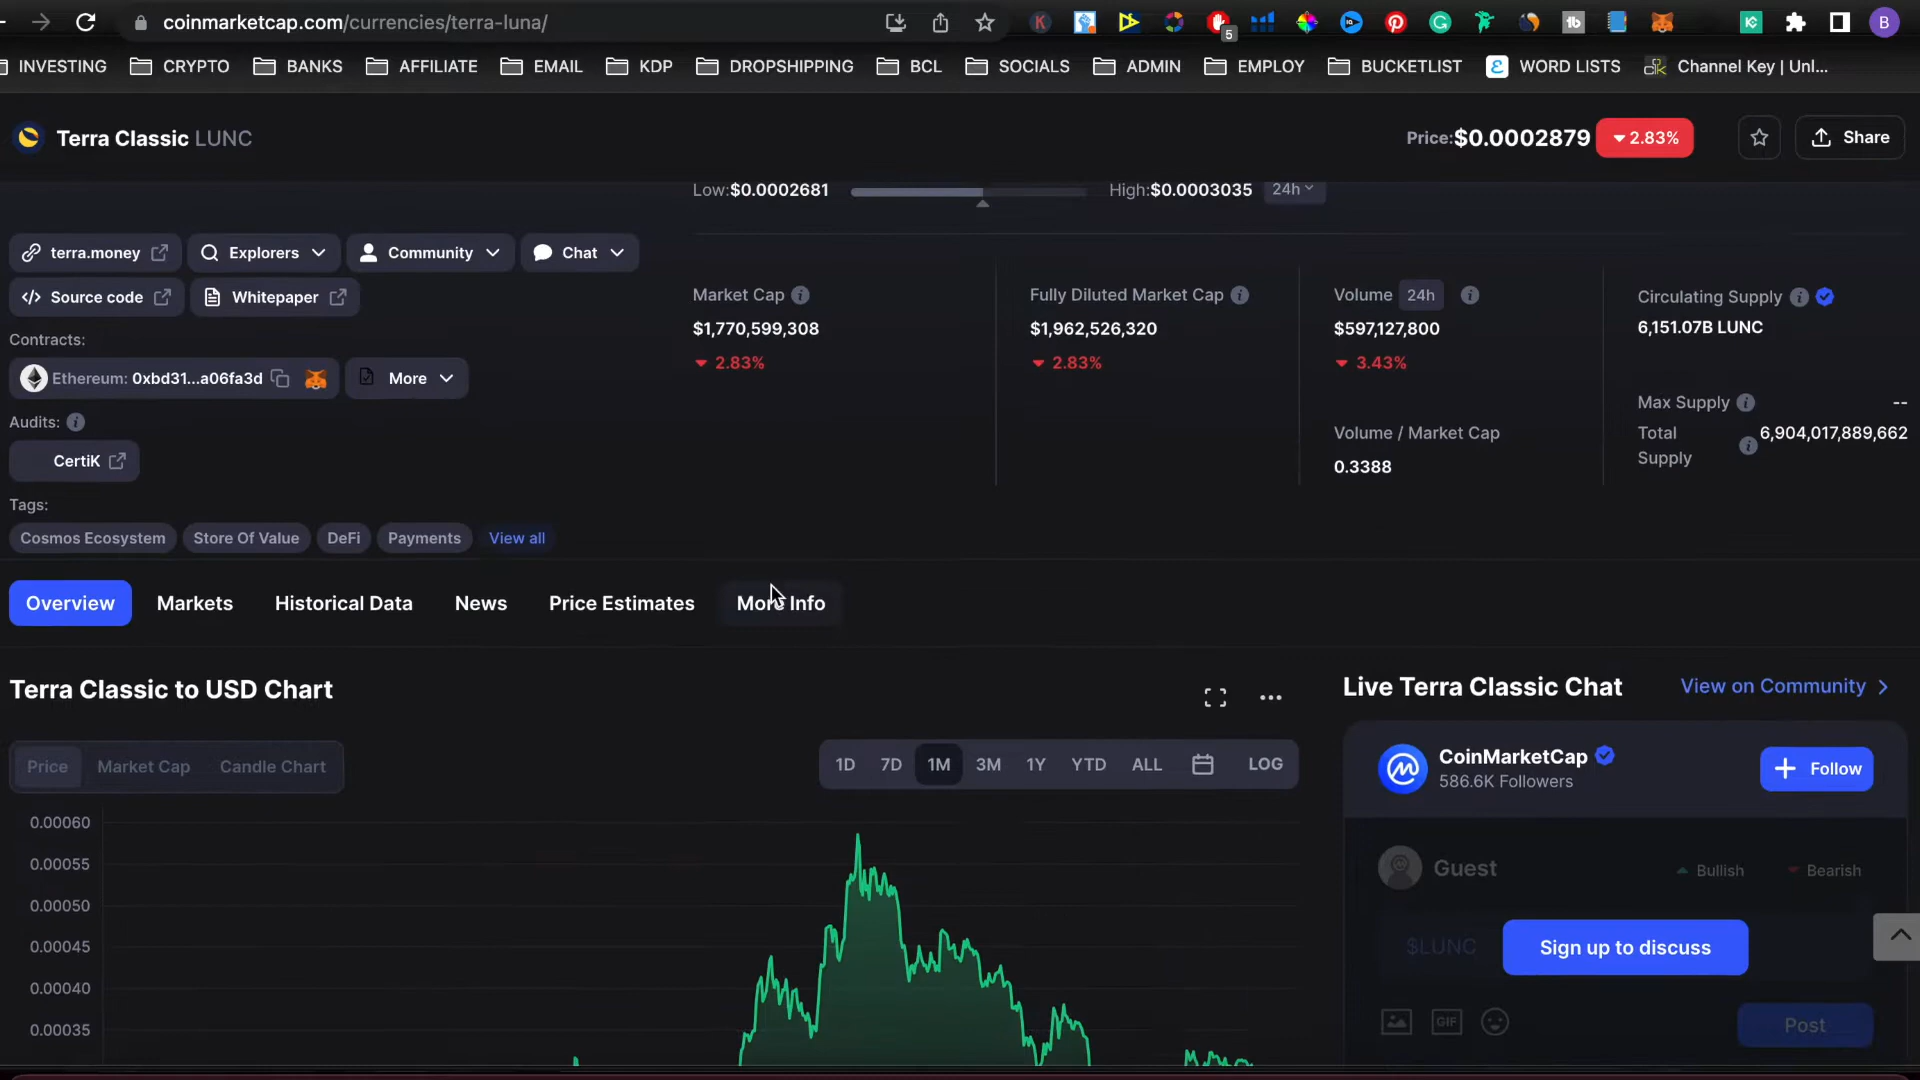 coinmarketcap.com/currencies/terra-luna/
5
B
INVESTING CRYPTO BANKS AFFILIATE EMAIL KDP DROPSHIPPING BCL SOCIALS ADMIN EMPLOY BUCKETLIST WORD LISTS Channel Key | Unl...
Terra Classic LUNC
Price:$0.0002879 2.83%
Share
Low:$0.0002681 High:$0.0003035 24h
terra.money Explorers Community Chat
Source code Whitepaper
Contracts:
Ethereum: 0xbd31...a06fa3d More
Audits:
CertiK
Tags:
Cosmos Ecosystem Store Of Value DeFi Payments View all
Market Cap
$1,770,599,308
2.83%
Fully Diluted Market Cap
$1,962,526,320
2.83%
Volume 24h
$597,127,800
3.43%
Volume / Market Cap
0.3388
Circulating Supply
6,151.07B LUNC
Max Supply --
Total Supply 6,904,017,889,662
Overview Markets Historical Data News Price Estimates More Info
Terra Classic to USD Chart
Price Market Cap Candle Chart
1D 7D 1M 3M 1Y YTD ALL LOG
0.00060
0.00055
0.00050
0.00045
0.00040
0.00035
Live Terra Classic Chat View on Community
CoinMarketCap
586.6K Followers
Follow
Guest
Bullish Bearish
$LUNC
Sign up to discuss
GIF
Post